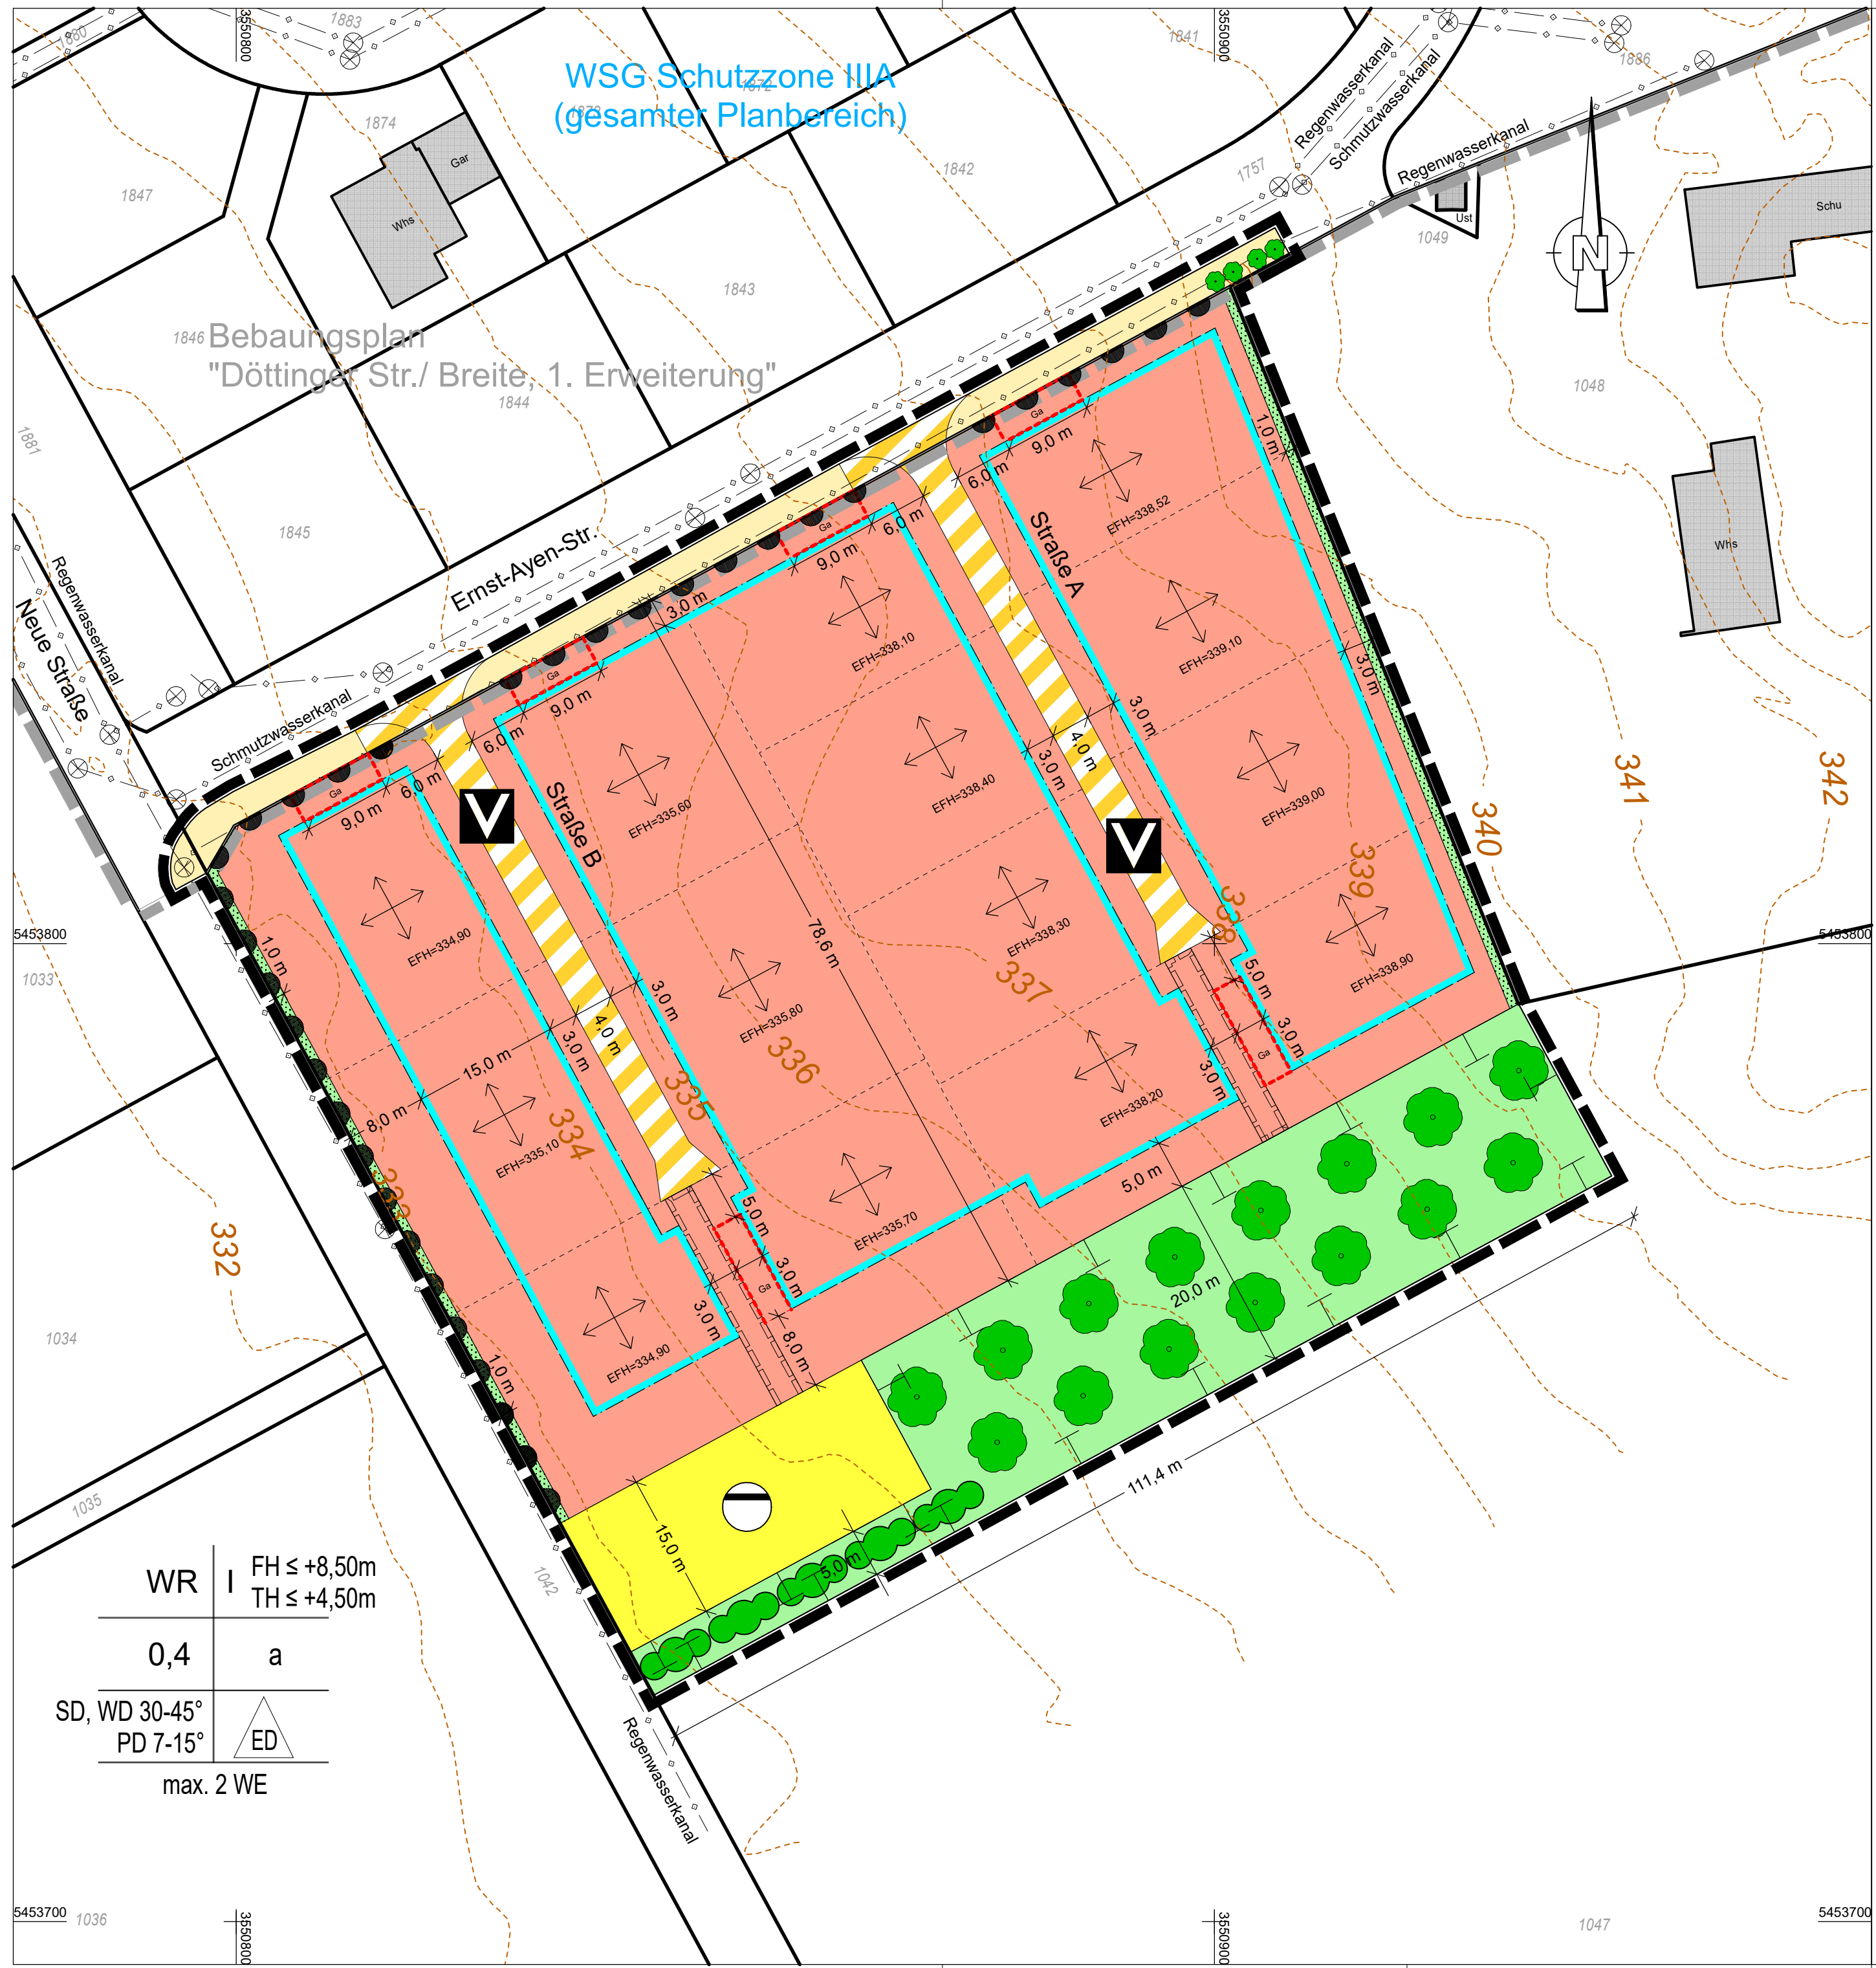 1880
1883
3550800
1841
3550900
1886
WSG Schutzzone IIIA
(gesamter Planbereich)
1872
1873
Regenwasserkanal
Schmutzwasserkanal
Regenwasserkanal
1874
Gar
Whs
1842
1757
1847
Ust
1049
Schu
N
1843
1846
Bebaungsplan
"Döttinger Str./ Breite, 1. Erweiterung"
1844
1048
1881
1845
Ga
9,0 m
6,0 m
1,0 m
EFH=338,52
Straße A
Ernst-Ayen-Str.
Ga
9,0 m
6,0 m
Whs
Regenwasserkanal
Neue Straße
3,0 m
EFH=338,10
EFH=339,10
3,0 m
Ga
9,0 m
6,0 m
3,0 m
4,0 m
3,0 m
Schmutzwasserkanal
Ga
9,0 m
6,0 m
V
Straße B
EFH=335,60
EFH=338,40
EFH=339,00
V
341
342
340
339
338
EFH=334,90
78,6 m
EFH=338,30
EFH=338,90
5453800
5453800
1033
1,0 m
3,0 m
4,0 m
3,0 m
15,0 m
8,0 m
EFH=335,80
337
336
335
334
333
332
5,0 m
3,0 m
Ga
3,0 m
EFH=335,10
EFH=338,20
5,0 m
EFH=335,70
5,0 m
3,0 m
Ga
3,0 m
8,0 m
20,0 m
1034
EFH=334,90
1,0 m
111,4 m
1035
15,0 m
5,0 m
1042
WR
I
FH ≤ +8,50m
TH ≤ +4,50m
0,4
a
SD, WD 30-45°
PD 7-15°
ED
max. 2 WE
Regenwasserkanal
5453700
1036
3550800
3550900
1047
5453700